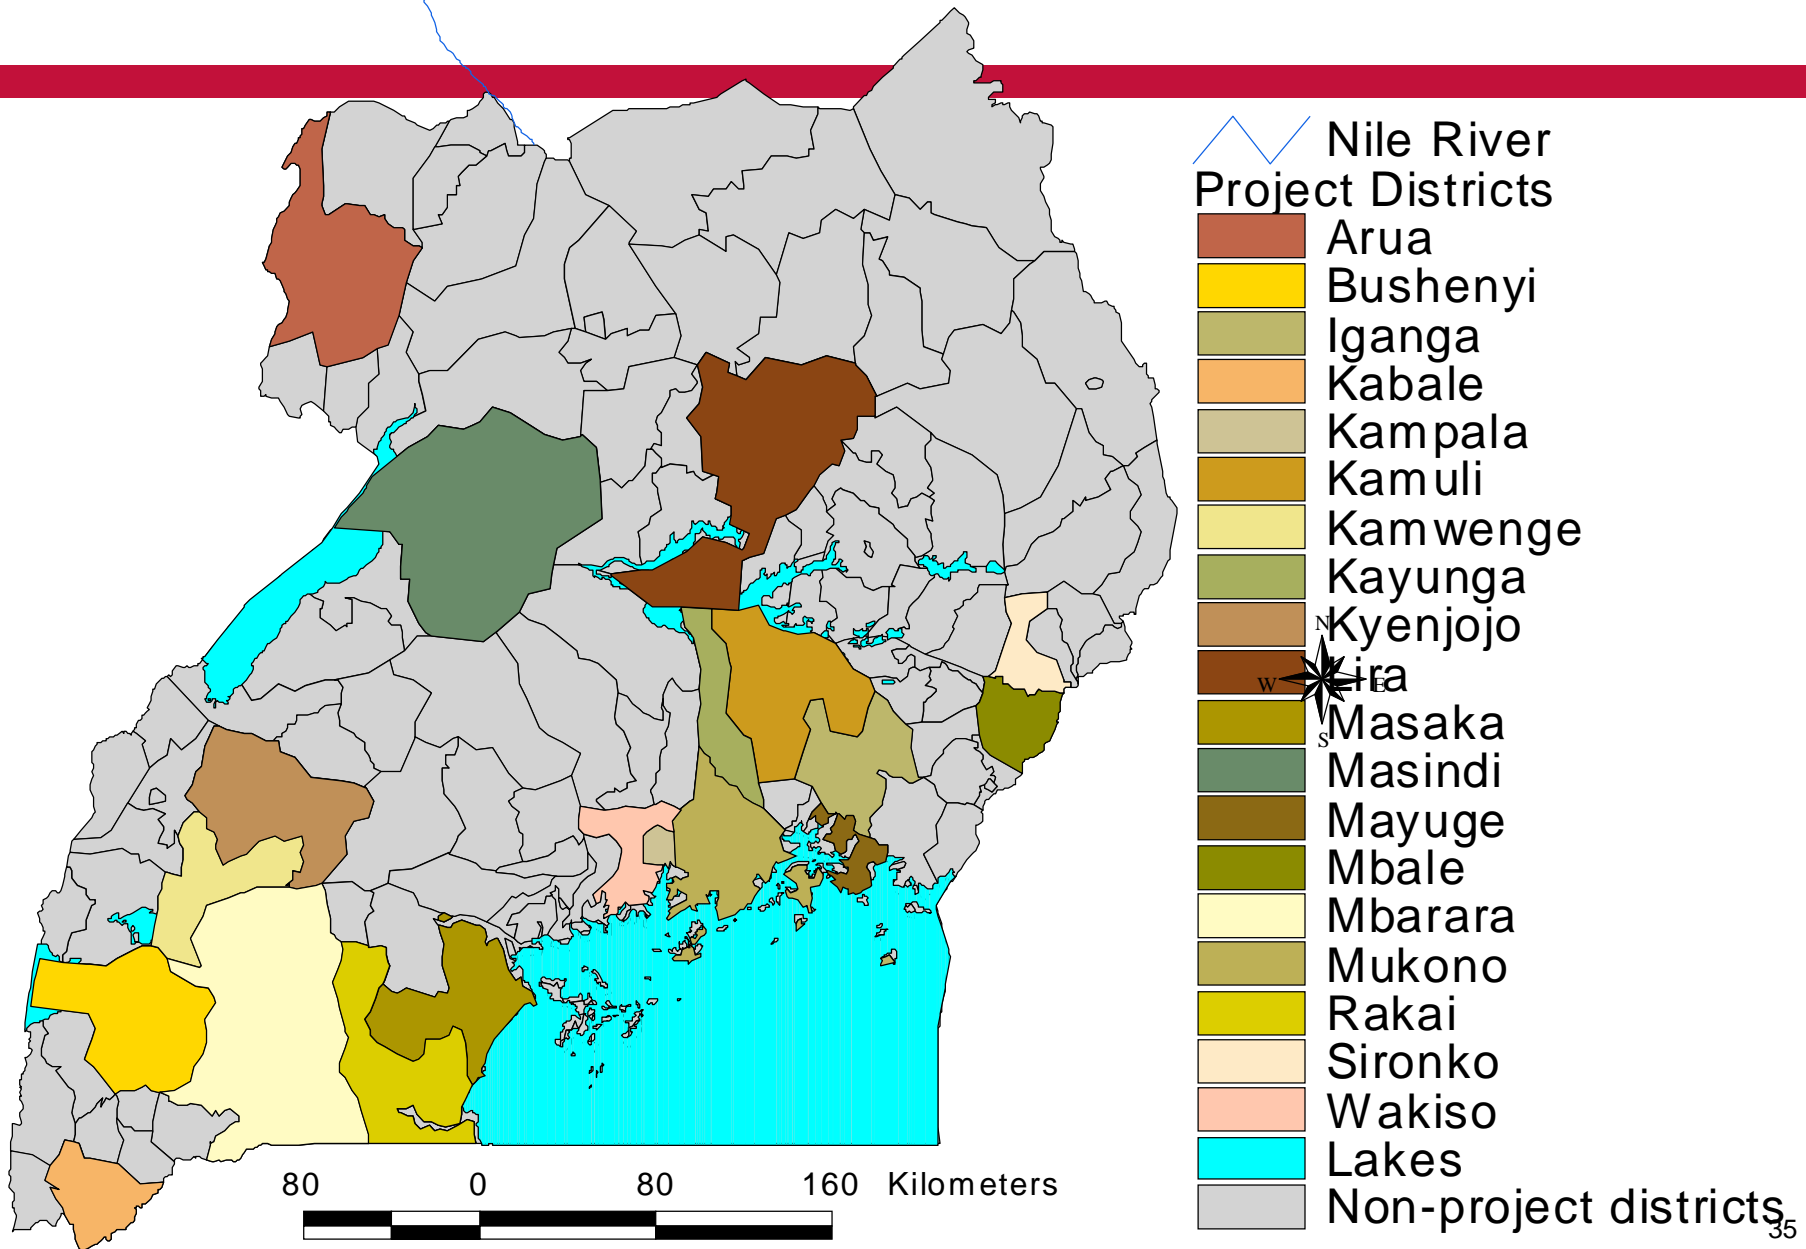 Nile River
Project Districts
Arua
Bushenyi
Iganga
Kabale
Kampala
Kamuli
Kamwenge
Kayunga
Kyenjojo
Lira
Masaka
Masindi
Mayuge
Mbale
Mbarara
Mukono
Rakai
Sironko
Wakiso
Lakes
Non-project districts
N
W E
S
80 0 80 160 Kilometers
35